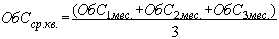 ОбС ср.кв. = (ОбС 1мес. + ОбС 2мес. + ОбС 3мес.) / 3